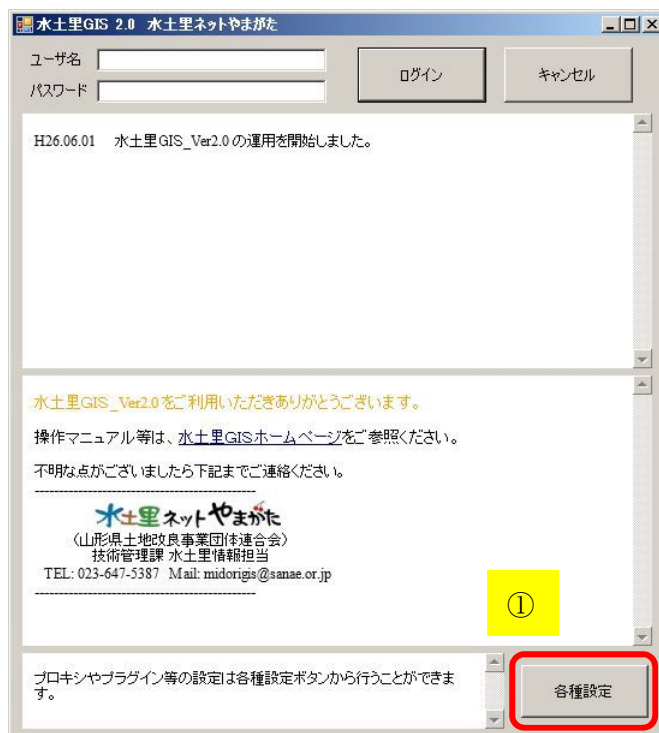 水土里GIS 2.0 水土里ネットやまがた
ユーザ名
ログイン
キャンセル
パスワード
H26.06.01 水土里GIS_Ver2.0の運用を開始しました。
水土里GIS_Ver2.0をご利用いただきありがとうございます。
操作マニュアル等は、水土里GISホームページをご参照ください。
不明な点がございましたら下記までご連絡ください。
----------------------------------------------
水土里ネットやまがた
(山形県土地改良事業団体連合会)
技術管理課 水土里情報担当
TEL: 023-647-5387 Mail: midorigis@sanae.or.jp
----------------------------------------------
①
プロキシやプラグイン等の設定は各種設定ボタンから行うことができま
す。
各種設定